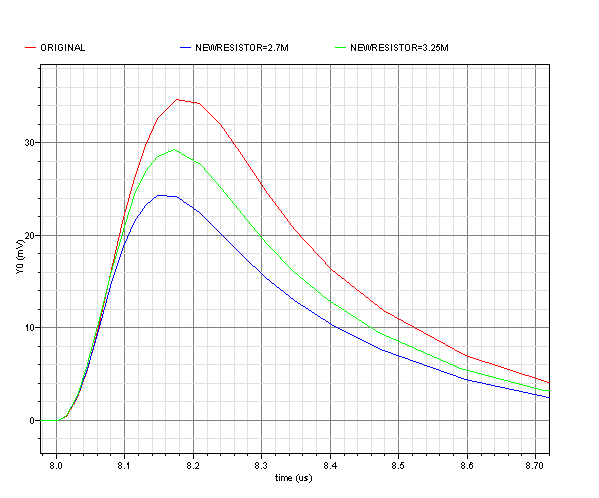 ORIGINAL NEWRESISTOR=2.7M NEWRESISTOR=3.25M
30
20
10
0
Y0 (mV)
8.0 8.1 8.2 8.3 8.4 8.5 8.6 8.70
time (us)